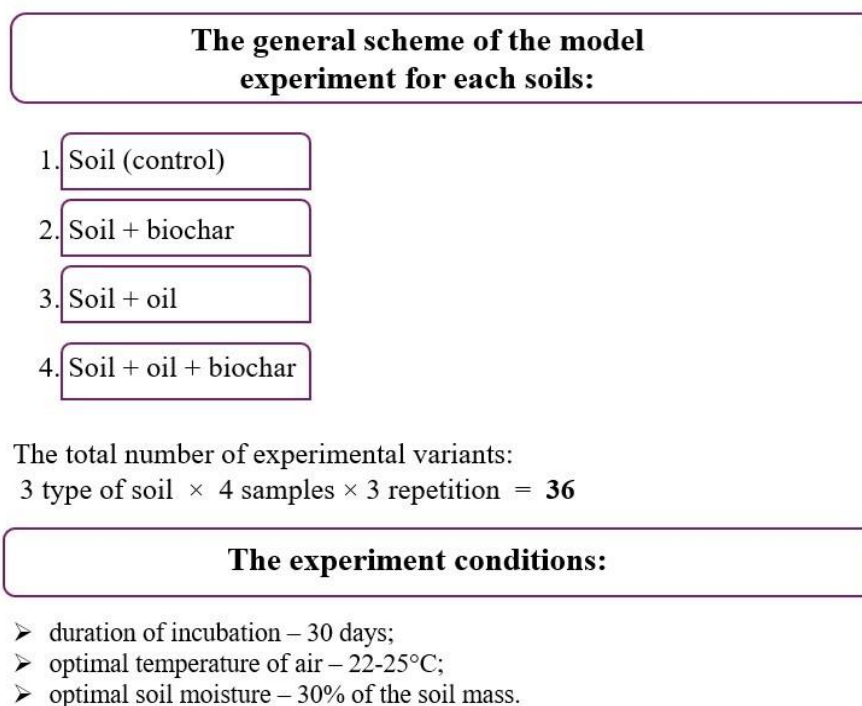 The general scheme of the model
experiment for each soils:
1. Soil (control)
2. Soil + biochar
3. Soil + oil
4. Soil + oil + biochar
The total number of experimental variants:
3 type of soil × 4 samples × 3 repetition = 36
The experiment conditions:
➢ duration of incubation – 30 days;
➢ optimal temperature of air – 22-25°C;
➢ optimal soil moisture – 30% of the soil mass.